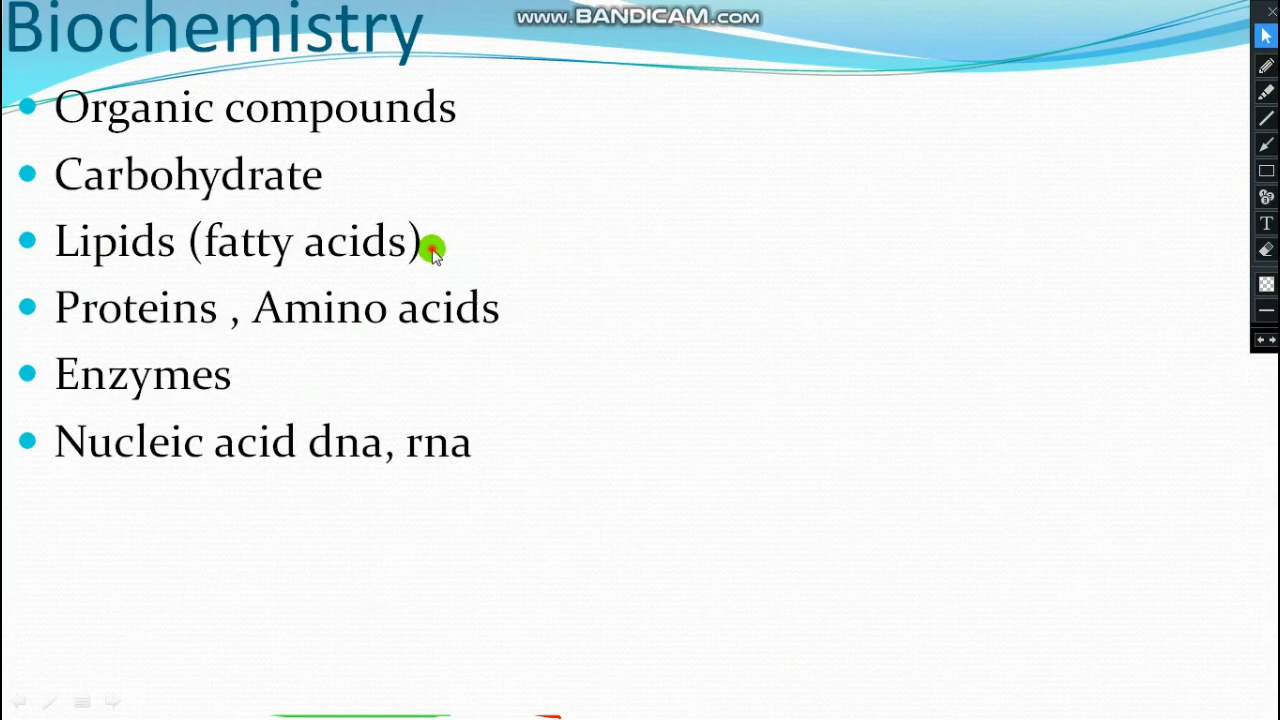 WWW.BANDICAM.COM
Biochemistry
Organic compounds
Carbohydrate
Lipids (fatty acids)
Proteins , Amino acids
Enzymes
Nucleic acid dna, rna